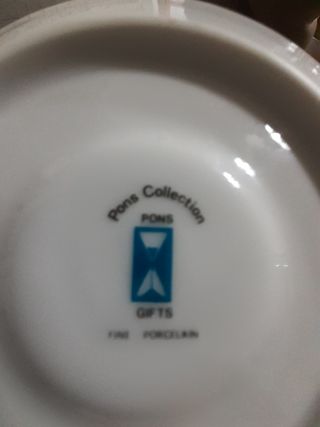 Pons Collection
PONS
GIFTS
FINE PORCELAIN